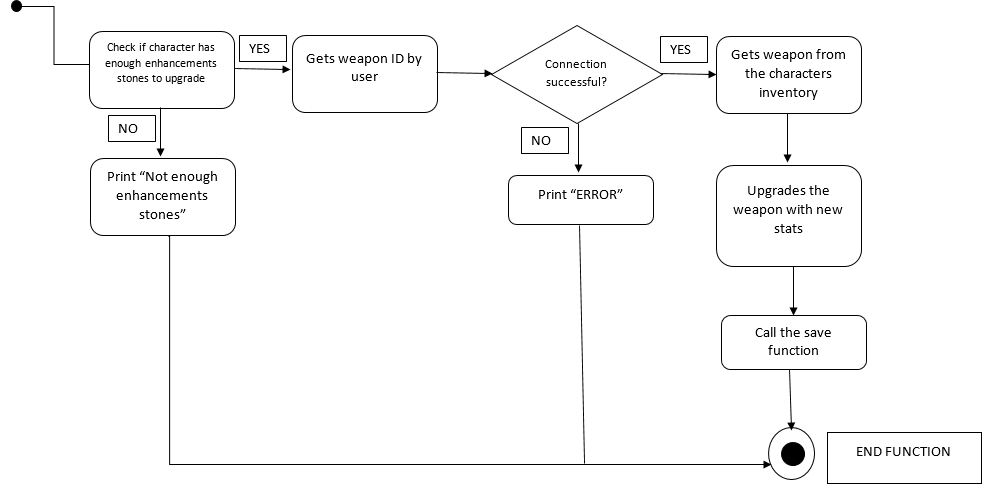 Check if character has
enough enhancements
stones to upgrade
YES
Gets weapon ID by
user
Connection
successful?
YES
Gets weapon from
the characters
inventory
NO
NO
Print “Not enough
enhancements
stones”
Print “ERROR”
Upgrades the
weapon with new
stats
Call the save
function
END FUNCTION